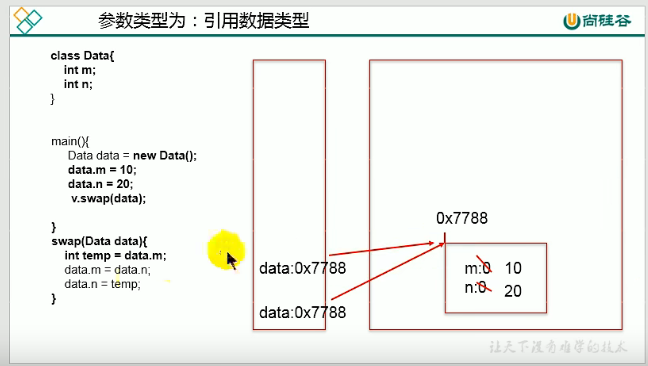 参数类型为：引用数据类型
尚硅谷
class Data{
int m;
int n;
}
main(){
Data data = new Data();
data.m = 10;
data.n = 20;
v.swap(data);
}
swap(Data data){
int temp = data.m;
data.m = data.n;
data.n = temp;
}
data:0x7788
data:0x7788
0x7788
m:0 10
n:0 20
让天下没有难学的技术